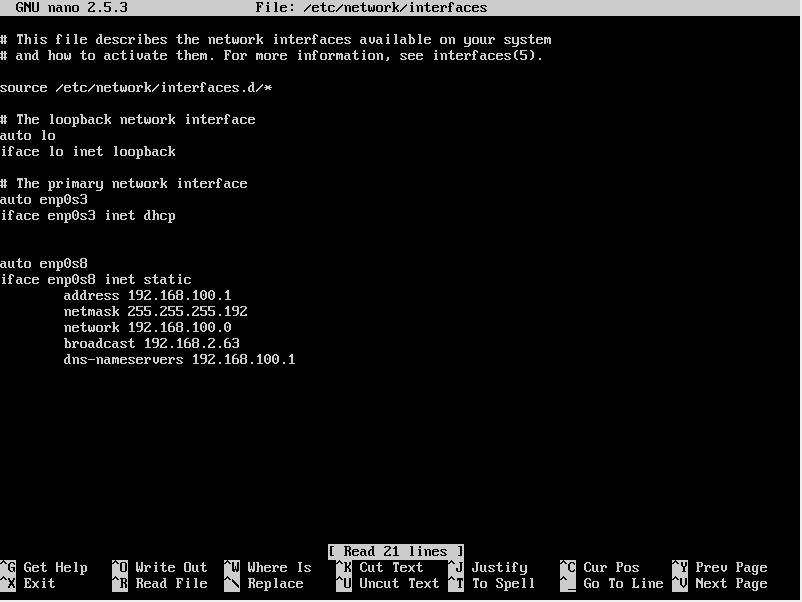 GNU nano 2.5.3 File: /etc/network/interfaces
# This file describes the network interfaces available on your system
# and how to activate them. For more information, see interfaces(5).
source /etc/network/interfaces.d/*
# The loopback network interface
auto lo
iface lo inet loopback
# The primary network interface
auto enp0s3
iface enp0s3 inet dhcp
auto enp0s8
iface enp0s8 inet static
address 192.168.100.1
netmask 255.255.255.192
network 192.168.100.0
broadcast 192.168.2.63
dns-nameservers 192.168.100.1
[ Read 21 lines ]
^G Get Help ^O Write Out ^W Where Is ^K Cut Text ^J Justify ^C Cur Pos ^Y Prev Page
^X Exit ^R Read File ^\ Replace ^U Uncut Text ^T To Spell ^_ Go To Line ^V Next Page